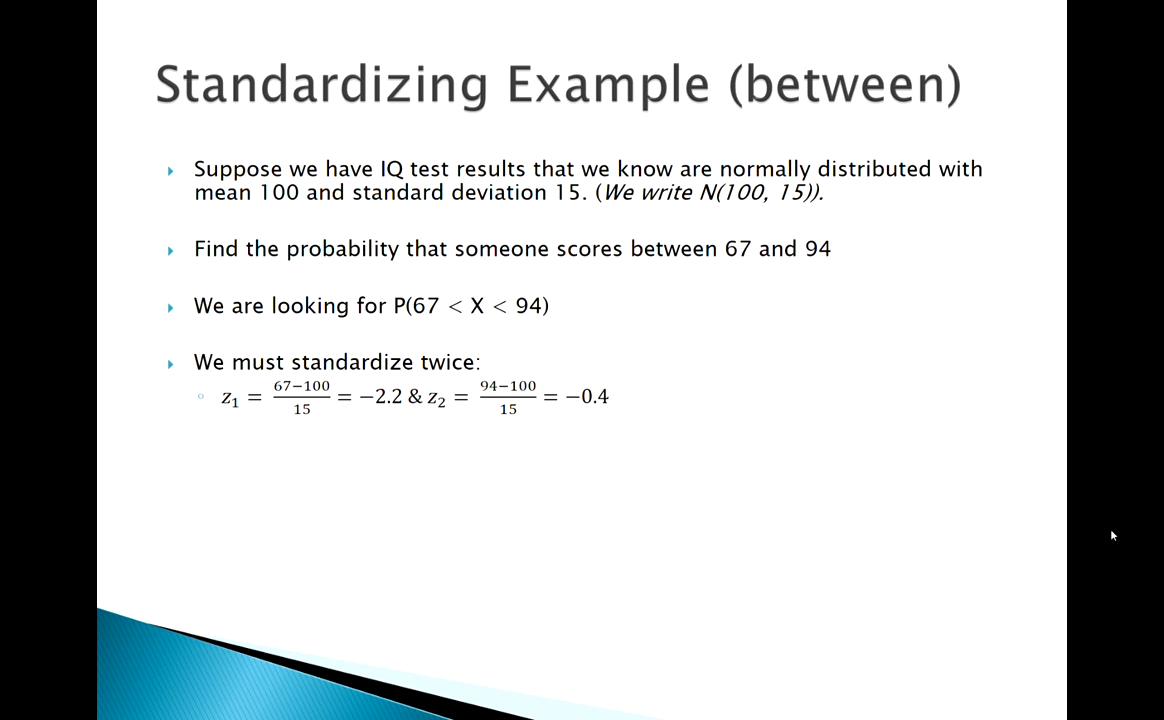 Standardizing Example (between)
Suppose we have IQ test results that we know are normally distributed with
mean 100 and standard deviation 15. (We write N(100, 15)).
Find the probability that someone scores between 67 and 94
We are looking for P(67 < X < 94)
We must standardize twice:
z₁ = (67−100)/15 = −2.2 & z₂ = (94−100)/15 = −0.4